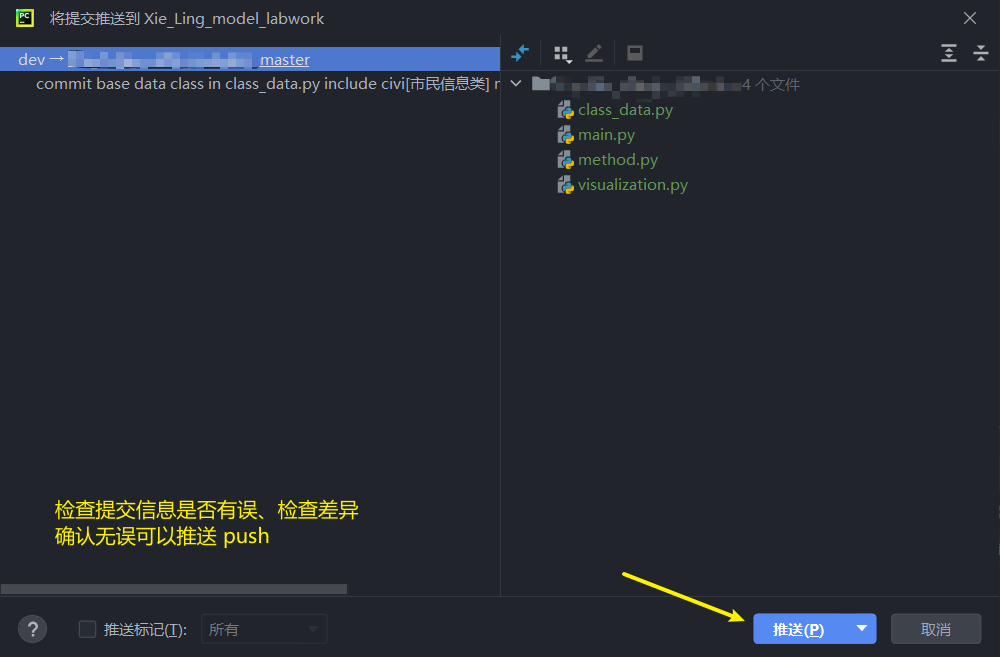 PC
将提交推送到 Xie_Ling_model_labwork
dev → master
commit base data class in class_data.py include civi[市民信息类]
4 个文件
class_data.py
main.py
method.py
visualization.py
检查提交信息是否有误、检查差异
确认无误可以推送 push
?
推送标记(T):
所有
推送(P)
取消